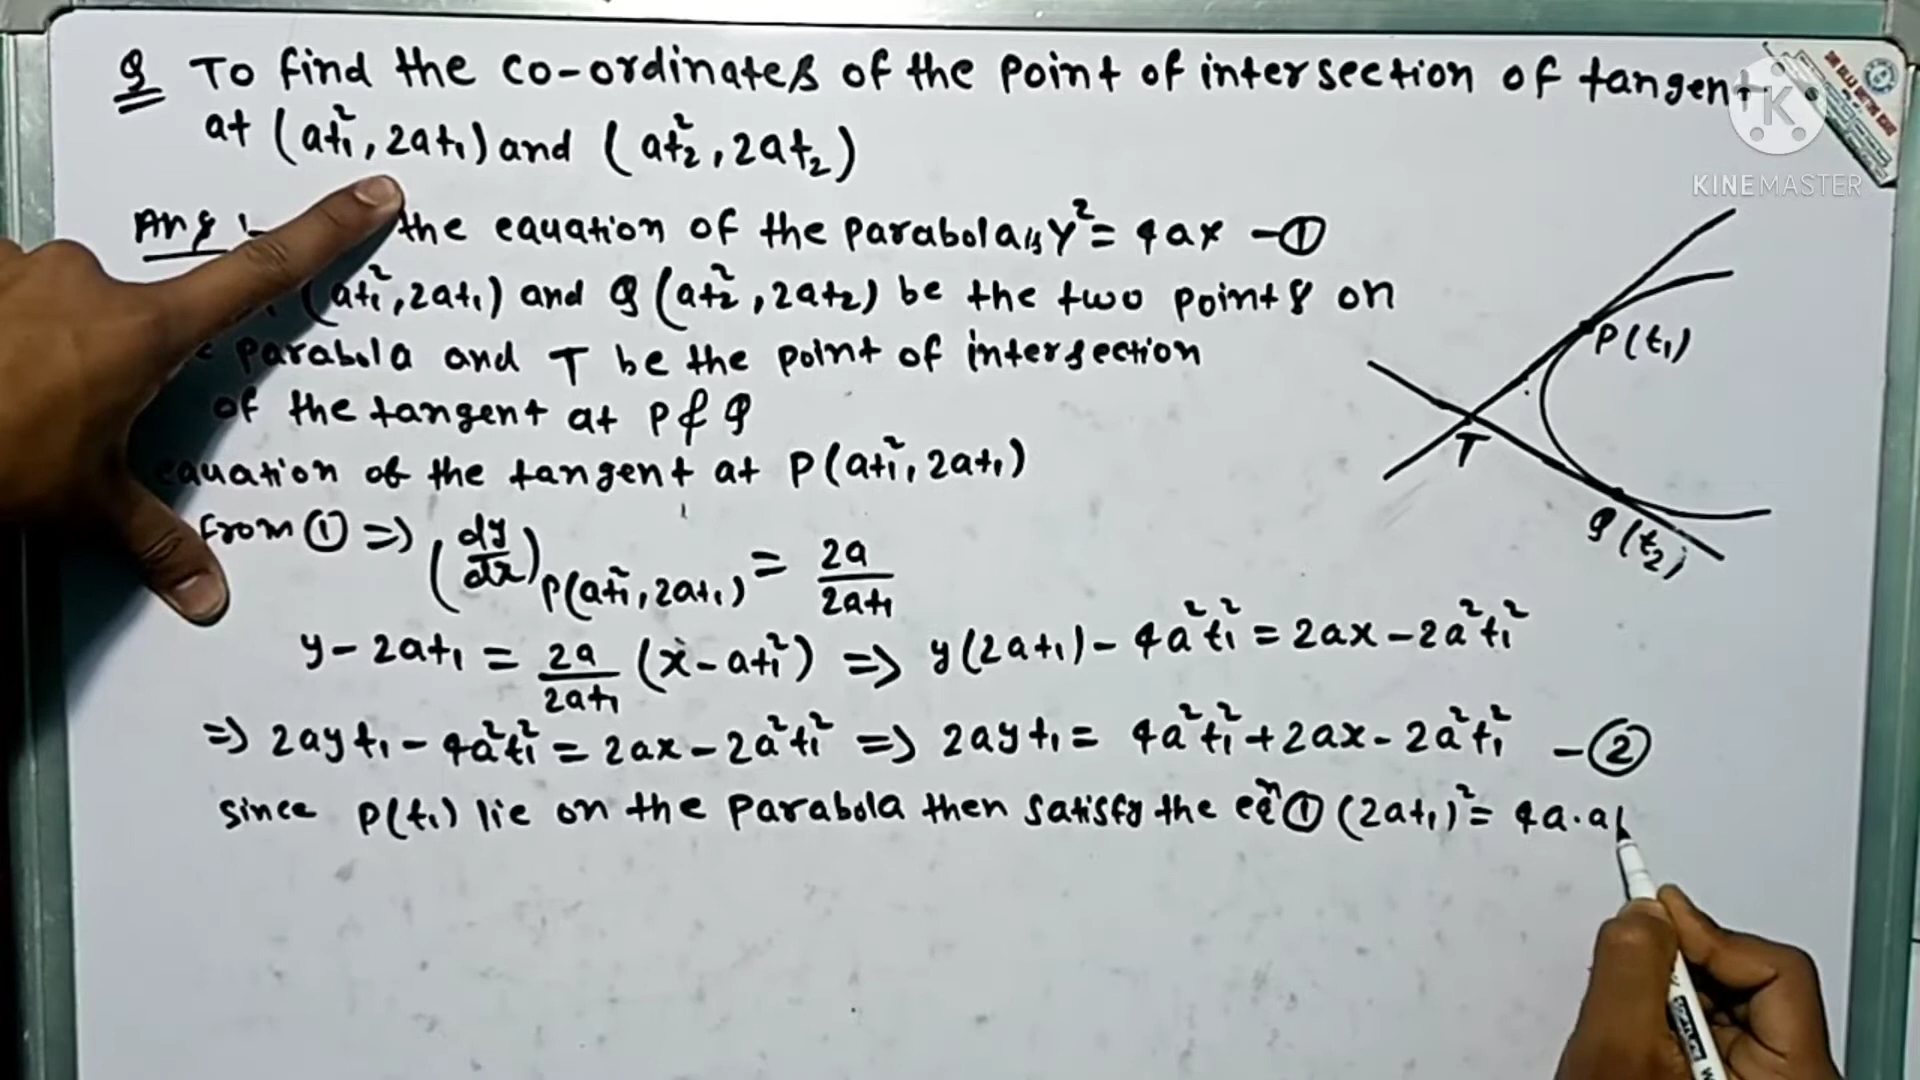 Q To find the co-ordinates of the point of intersection of tangent
at (at₁², 2at₁) and (at₂², 2at₂)
KINEMASTER
Ans :- the equation of the parabola is y² = 4ax -①
(at₁², 2at₁) and Q (at₂², 2at₂) be the two points on
parabola and T be the point of intersection
of the tangent at P & Q
equation of the tangent at P(at₁², 2at₁)
From ① => (dy/dx)P(at₁², 2at₁) = 2a/2at₁
y - 2at₁ = 2a/2at₁ (x - at₁²) => y(2at₁) - 4a²t₁² = 2ax - 2a²t₁²
=> 2ayt₁ - 4a²t₁² = 2ax - 2a²t₁² => 2ayt₁ = 4a²t₁² + 2ax - 2a²t₁² -②
since P(t₁) lie on the parabola then satisfy the eqⁿ ① (2at₁)² = 4a.a
P(t₁)
T
Q(t₂)